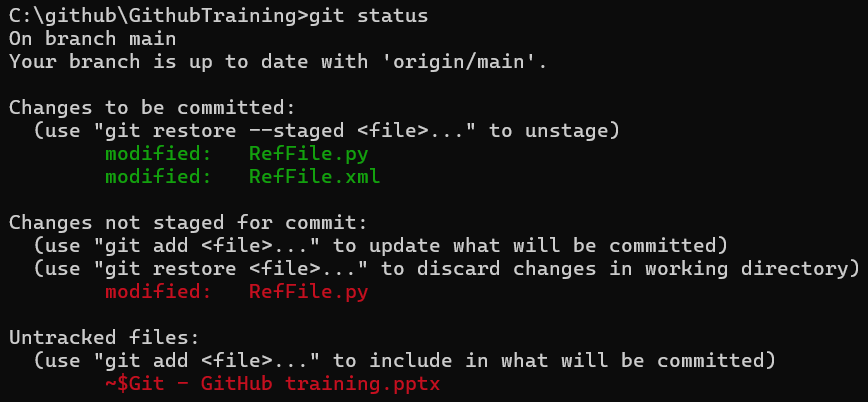 C:\github\GithubTraining>git status
On branch main
Your branch is up to date with 'origin/main'.
Changes to be committed:
(use "git restore --staged <file>..." to unstage)
modified: RefFile.py
modified: RefFile.xml
Changes not staged for commit:
(use "git add <file>..." to update what will be committed)
(use "git restore <file>..." to discard changes in working directory)
modified: RefFile.py
Untracked files:
(use "git add <file>..." to include in what will be committed)
~$Git - GitHub training.pptx